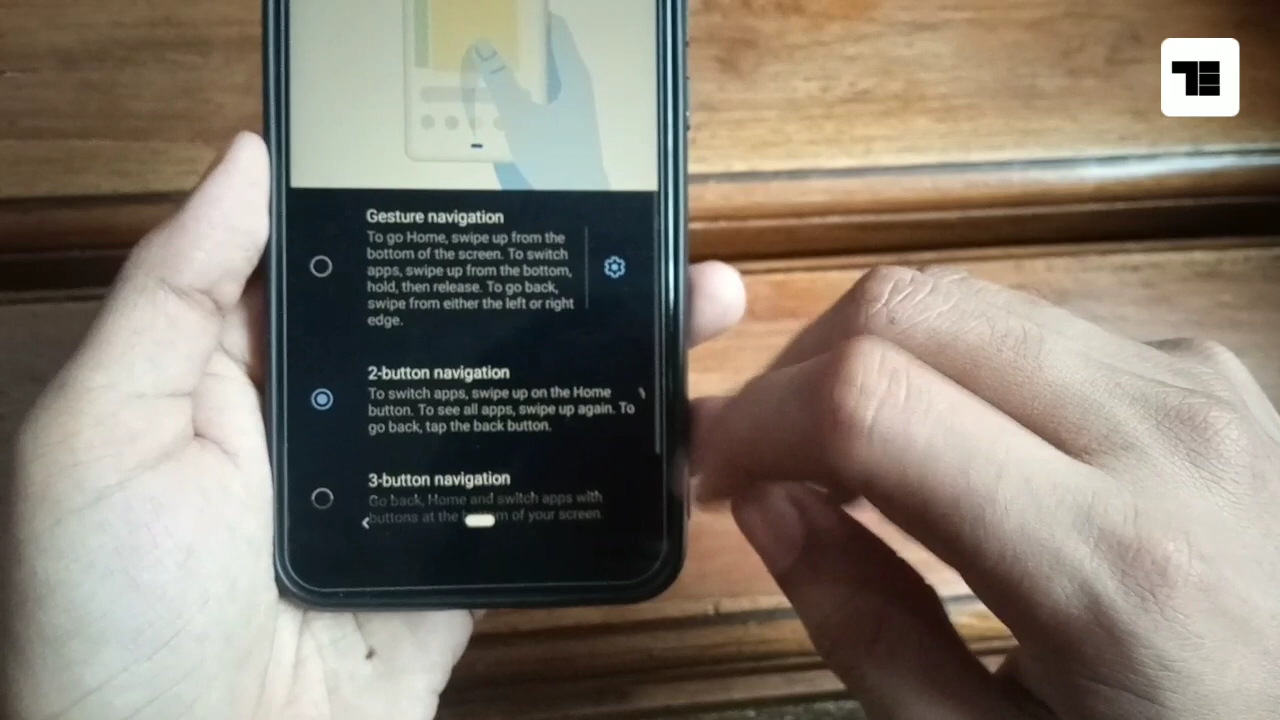 Gesture navigation
To go Home, swipe up from the
bottom of the screen. To switch
apps, swipe up from the bottom,
hold, then release. To go back,
swipe from either the left or right
edge.
2-button navigation
To switch apps, swipe up on the Home
button. To see all apps, swipe up again. To
go back, tap the back button.
3-button navigation
Go back, Home and switch apps with
buttons at the bottom of your screen.
TE